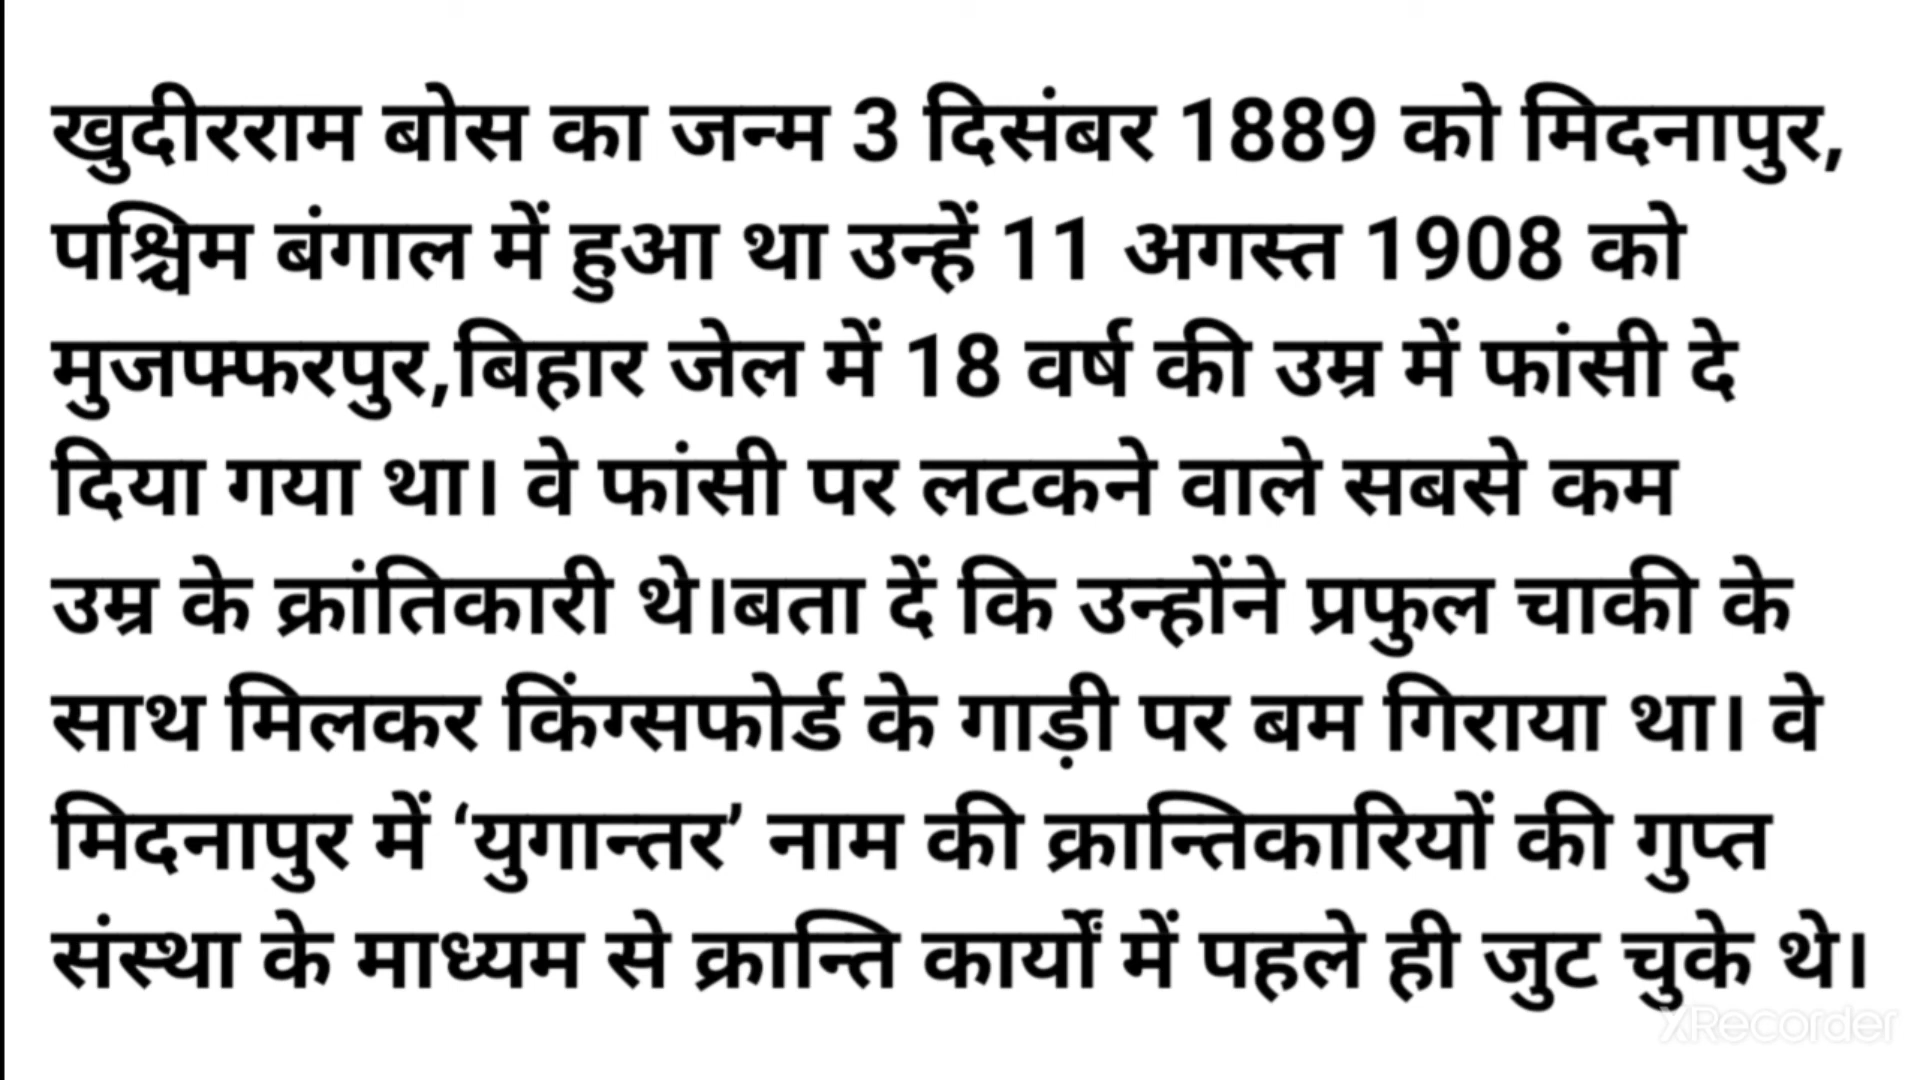 खुदीरराम बोस का जन्म 3 दिसंबर 1889 को मिदनापुर,
पश्चिम बंगाल में हुआ था उन्हें 11 अगस्त 1908 को
मुजफ्फरपुर,बिहार जेल में 18 वर्ष की उम्र में फांसी दे
दिया गया था। वे फांसी पर लटकने वाले सबसे कम
उम्र के क्रांतिकारी थे।बता दें कि उन्होंने प्रफुल चाकी के
साथ मिलकर किंग्सफोर्ड के गाड़ी पर बम गिराया था। वे
मिदनापुर में ‘युगान्तर’ नाम की क्रान्तिकारियों की गुप्त
संस्था के माध्यम से क्रान्ति कार्यों में पहले ही जुट चुके थे।
XRecorder